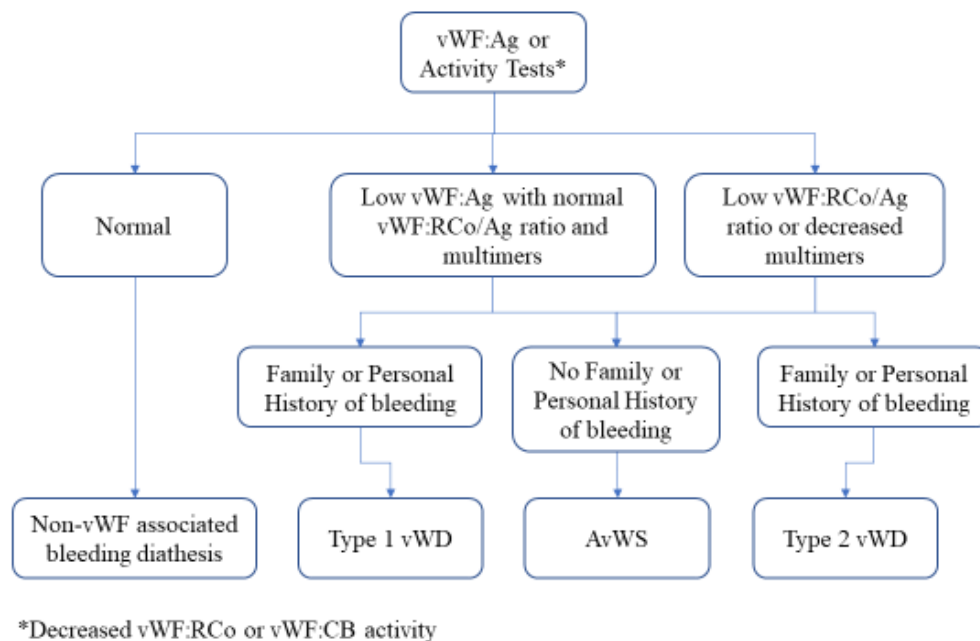 vWF:Ag or
Activity Tests*
Normal
Low vWF:Ag with normal
vWF:RCo/Ag ratio and
multimers
Low vWF:RCo/Ag
ratio or decreased
multimers
Family or Personal
History of bleeding
No Family or
Personal History
of bleeding
Family or Personal
History of bleeding
Non-vWF associated
bleeding diathesis
Type 1 vWD
AvWS
Type 2 vWD
*Decreased vWF:RCo or vWF:CB activity